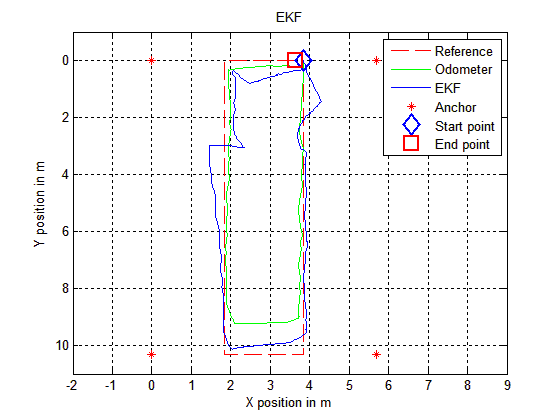 EKF
Reference
Odometer
EKF
Anchor
Start point
End point
Y position in m
0
2
4
6
8
10
-2 -1 0 1 2 3 4 5 6 7 8 9
X position in m